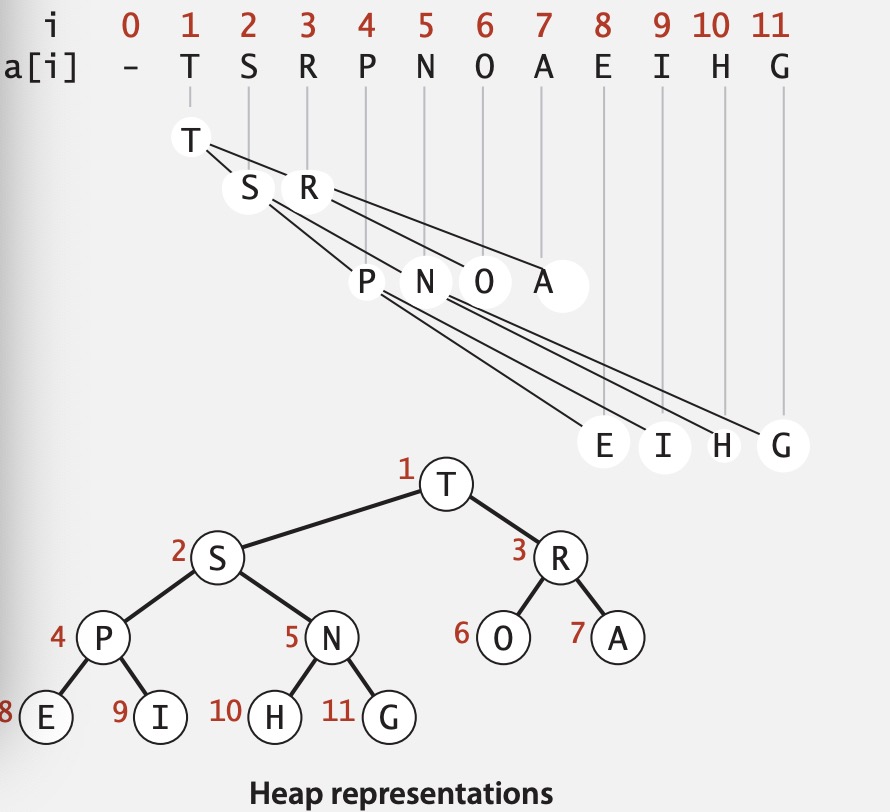 i 0 1 2 3 4 5 6 7 8 9 10 11
a[i] - T S R P N O A E I H G
T
S R
P N O A
E I H G
1 T
2 S 3 R
4 P 5 N 6 O 7 A
8 E 9 I 10 H 11 G
Heap representations